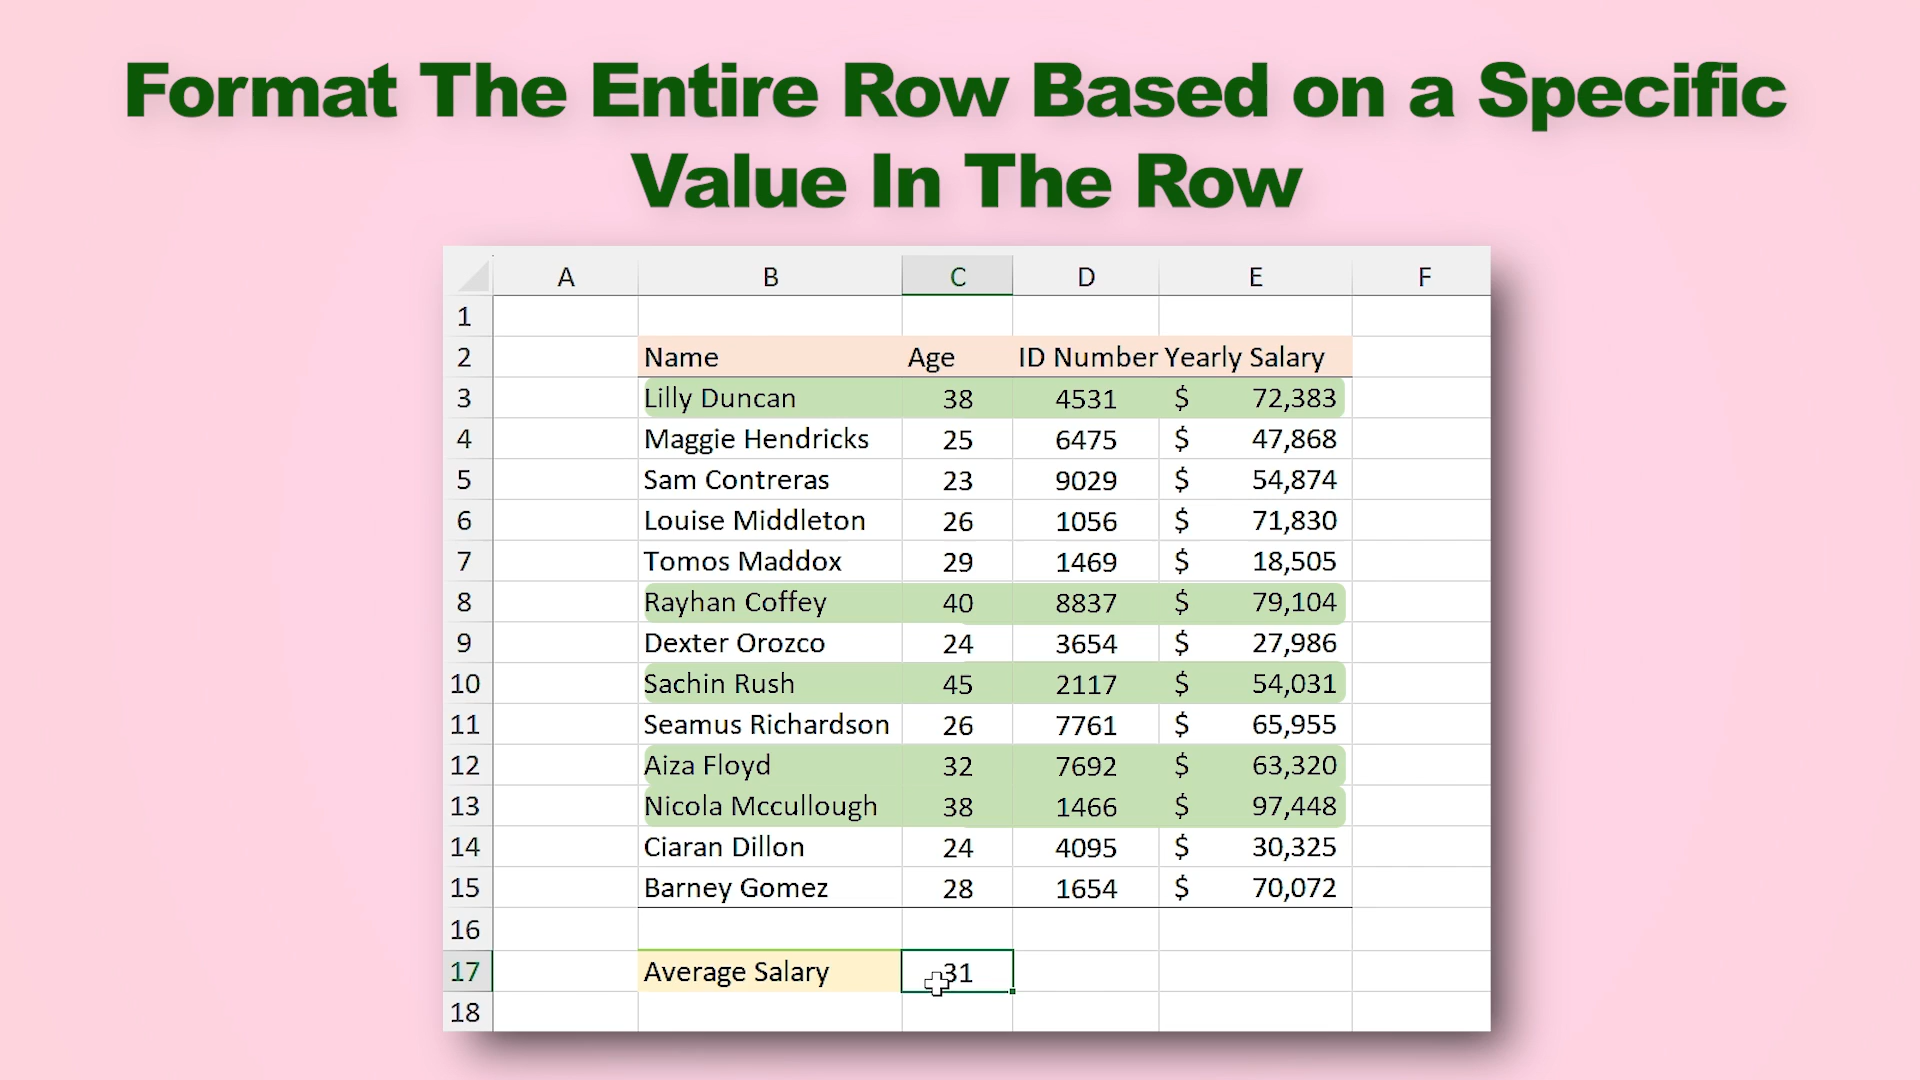 Format The Entire Row Based on a Specific
Value In The Row
A B C D E F
1
2 Name Age ID Number Yearly Salary
3 Lilly Duncan 38 4531 $ 72,383
4 Maggie Hendricks 25 6475 $ 47,868
5 Sam Contreras 23 9029 $ 54,874
6 Louise Middleton 26 1056 $ 71,830
7 Tomos Maddox 29 1469 $ 18,505
8 Rayhan Coffey 40 8837 $ 79,104
9 Dexter Orozco 24 3654 $ 27,986
10 Sachin Rush 45 2117 $ 54,031
11 Seamus Richardson 26 7761 $ 65,955
12 Aiza Floyd 32 7692 $ 63,320
13 Nicola Mccullough 38 1466 $ 97,448
14 Ciaran Dillon 24 4095 $ 30,325
15 Barney Gomez 28 1654 $ 70,072
16
17 Average Salary 31
18